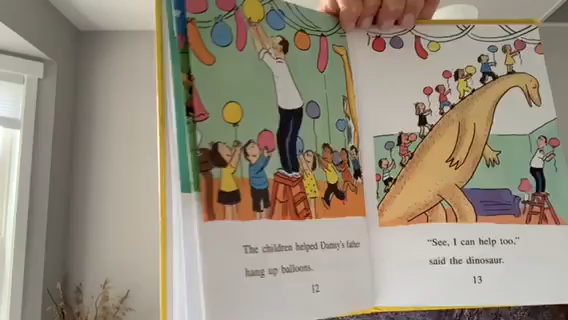 The children helped Danny's father
hang up balloons.
12
"See, I can help too,"
said the dinosaur.
13